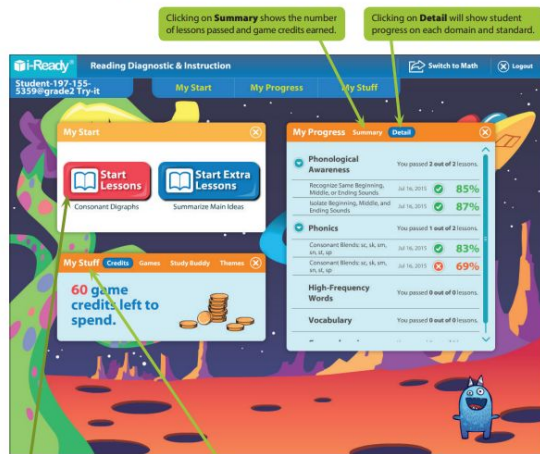 Clicking on Summary shows the number
of lessons passed and game credits earned.
Clicking on Detail will show student
progress on each domain and standard.
i-Ready® Reading Diagnostic & Instruction
Switch to Math
Logout
Student-197-155-
5359@grade2 Try-it
My Start
My Progress
My Stuff
My Start
Start
Lessons
Consonant Digraphs
Start Extra
Lessons
Summarize Main Ideas
My Stuff Credits Games Study Buddy Themes
60 game
credits left to
spend.
My Progress Summary Detail
Phonological
Awareness
You passed 2 out of 2 lessons.
Recognize Same Beginning,
Middle, or Ending Sounds
Jul 16, 2015 85%
Isolate Beginning, Middle, and
Ending Sounds
Jul 16, 2015 87%
Phonics
You passed 1 out of 2 lessons.
Consonant Blends: sc, sk, sm,
sn, st, sp
Jul 16, 2015 83%
Consonant Blends: sc, sk, sm,
sn, st, sp
Jul 16, 2015 69%
High-Frequency
Words
You passed 0 out of 0 lessons.
Vocabulary
You passed 0 out of 0 lessons.